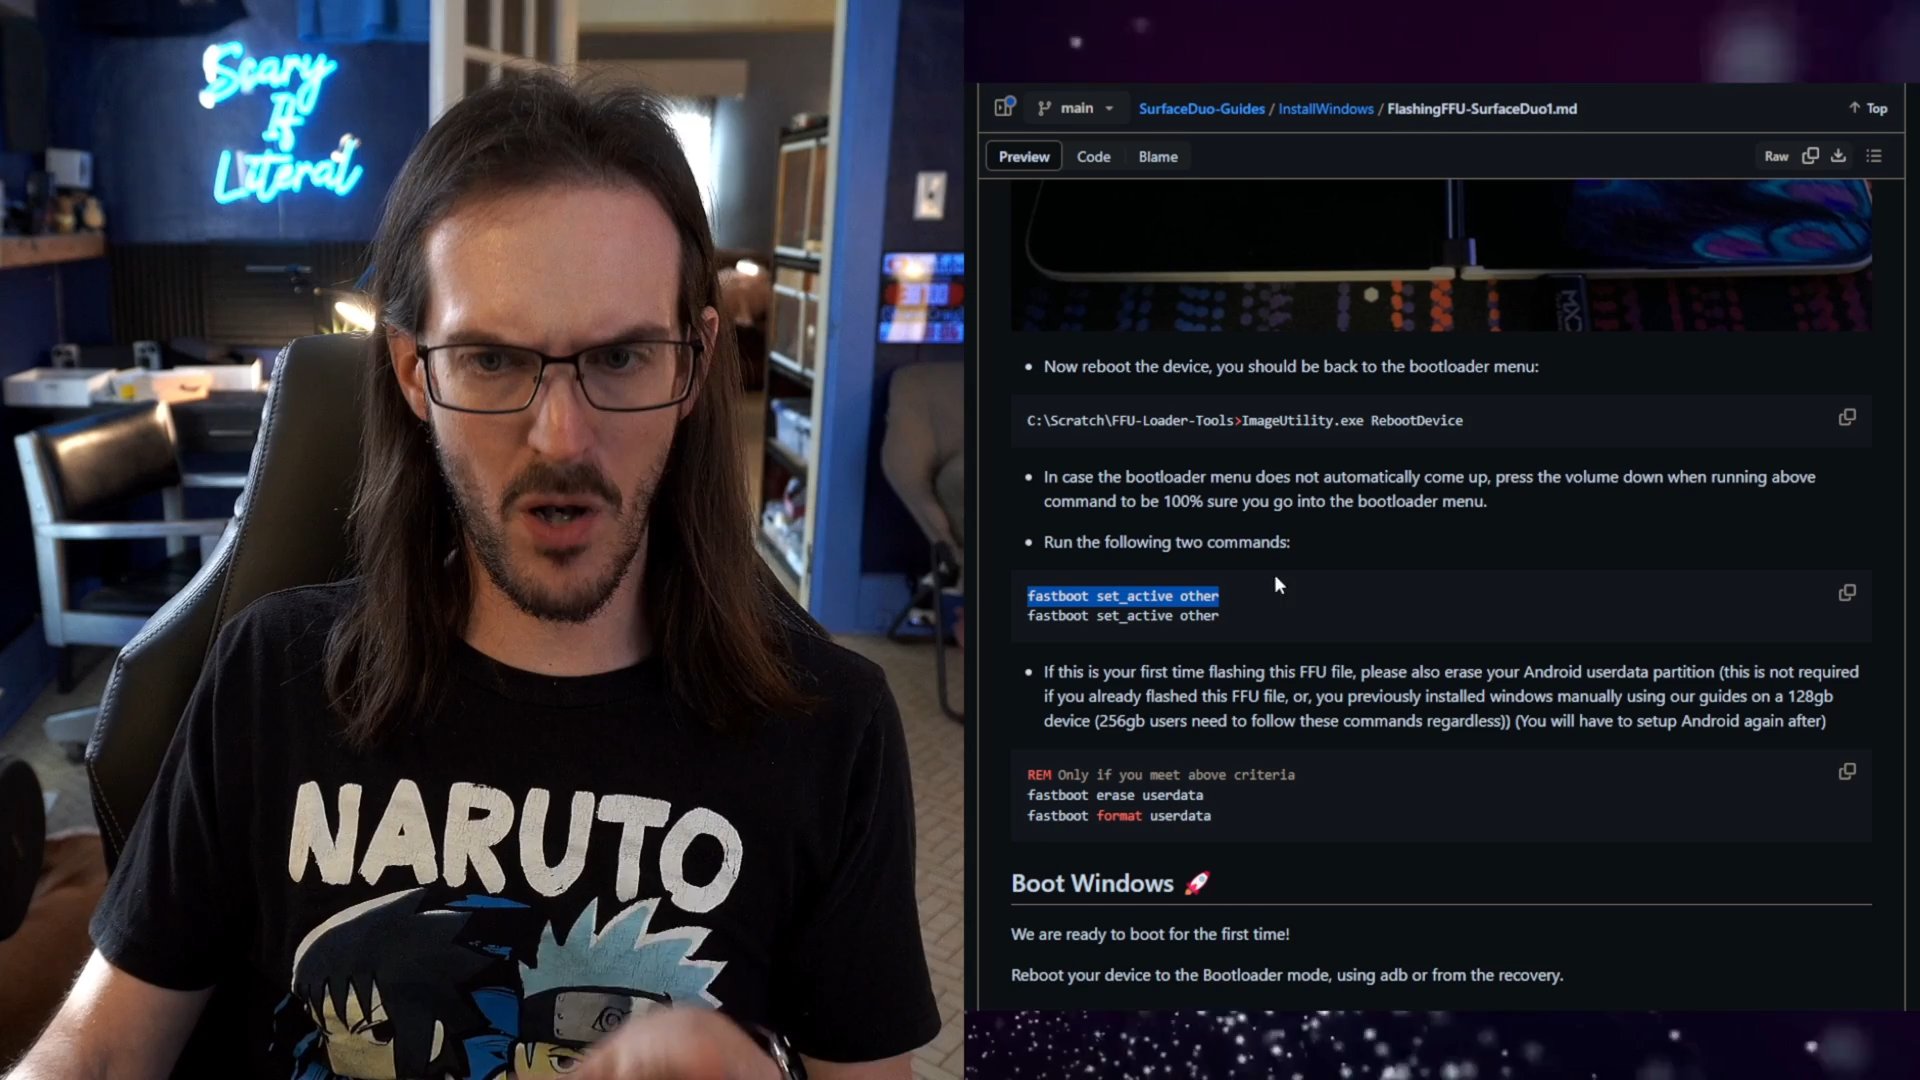 Scary
Pf
Literal
NARUTO
main
SurfaceDuo-Guides / InstallWindows / FlashingFFU-SurfaceDuo1.md
Top
Preview
Code
Blame
Raw
Now reboot the device, you should be back to the bootloader menu:
C:\Scratch\FFU-Loader-Tools>ImageUtility.exe RebootDevice
In case the bootloader menu does not automatically come up, press the volume down when running above
command to be 100% sure you go into the bootloader menu.
Run the following two commands:
fastboot set_active other
fastboot set_active other
If this is your first time flashing this FFU file, please also erase your Android userdata partition (this is not required
if you already flashed this FFU file, or, you previously installed windows manually using our guides on a 128gb
device (256gb users need to follow these commands regardless)) (You will have to setup Android again after)
REM Only if you meet above criteria
fastboot erase userdata
fastboot format userdata
Boot Windows 🚀
We are ready to boot for the first time!
Reboot your device to the Bootloader mode, using adb or from the recovery.